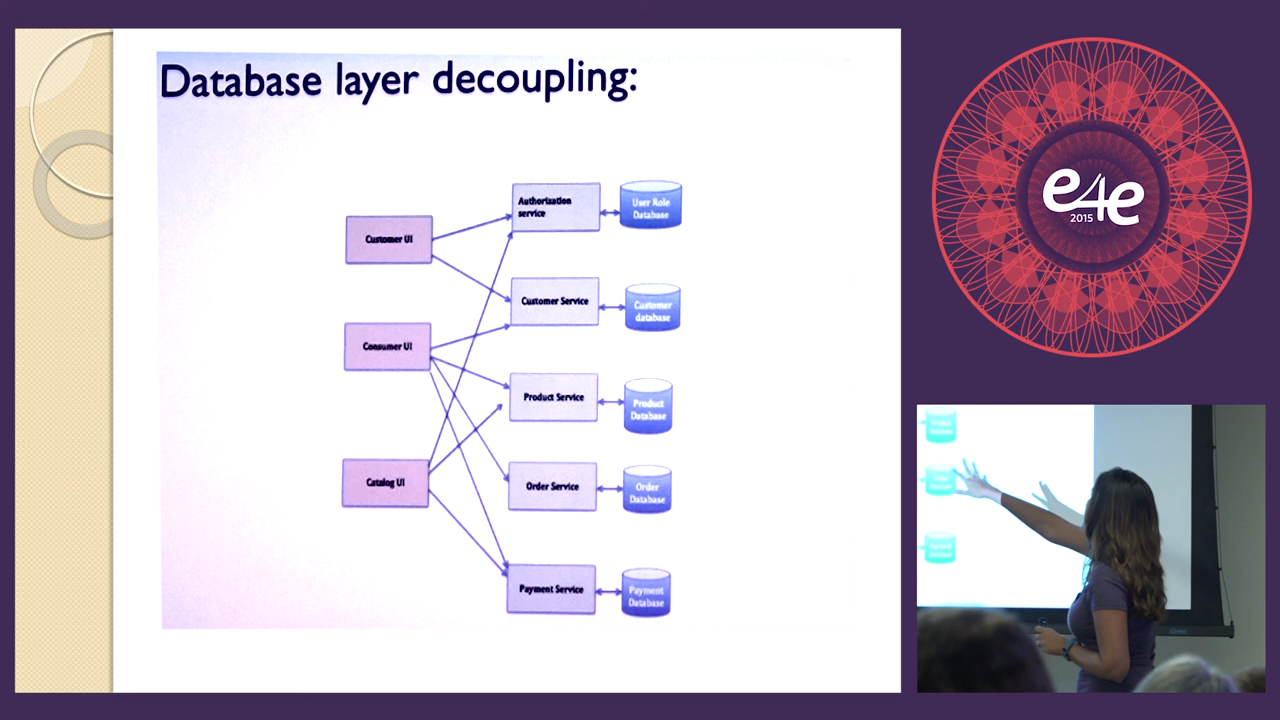 Database layer decoupling:
Customer UI
Consumer UI
Catalog UI
Authorization
service
Customer Service
Product Service
Order Service
Payment Service
User Role
Database
Customer
database
Product
Database
Order
Database
Payment
Database
e4e
2015